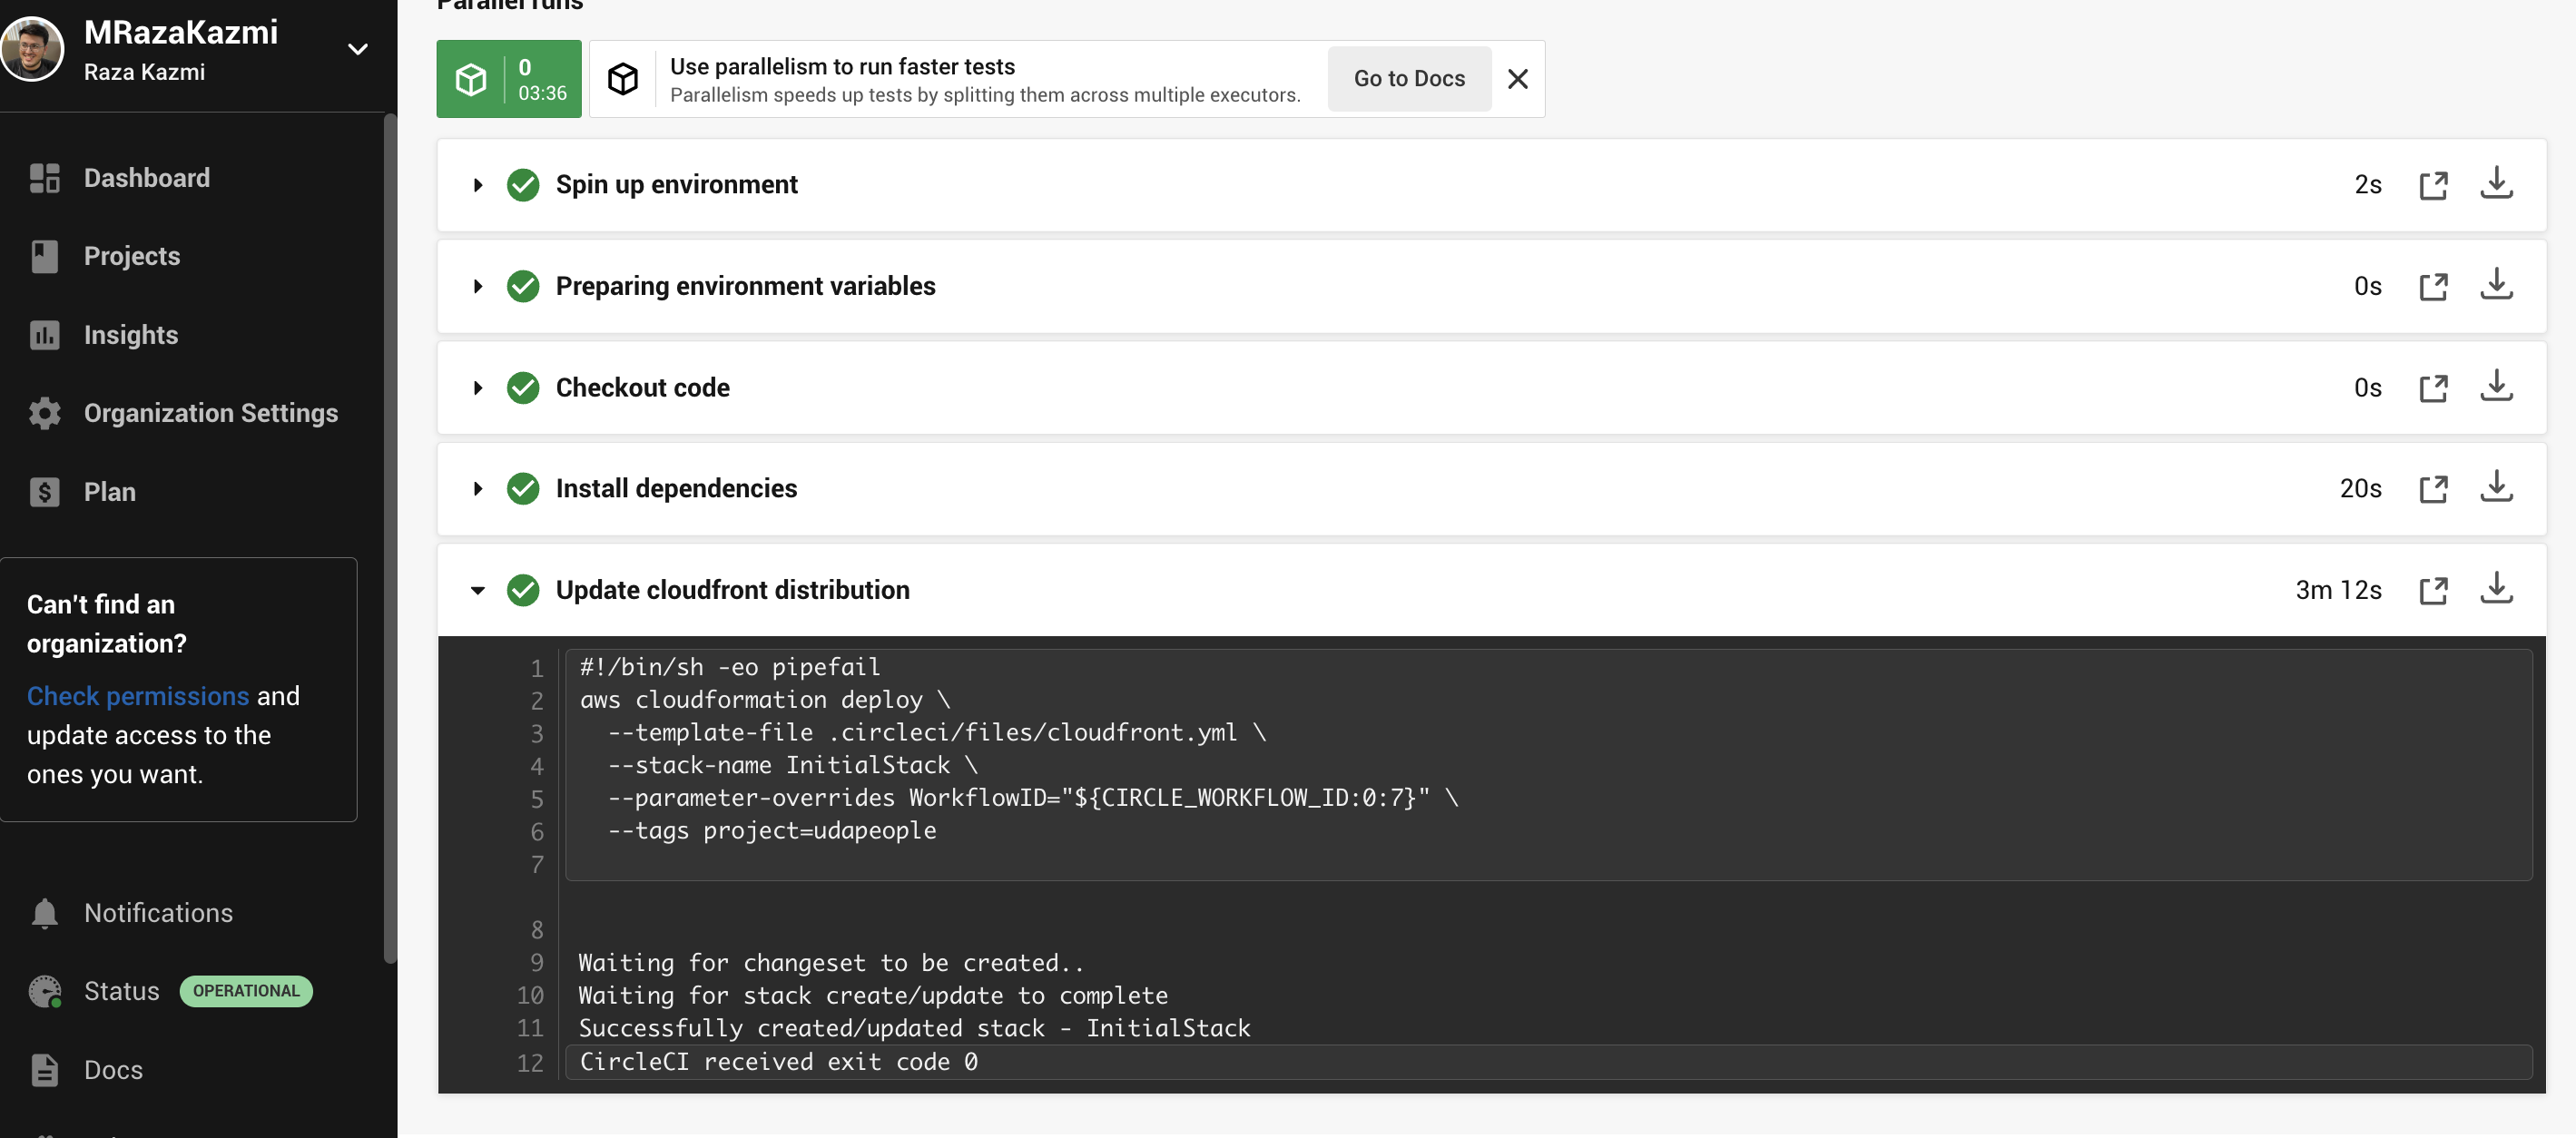 MRazaKazmi
Raza Kazmi
Dashboard
Projects
Insights
Organization Settings
Plan
Can't find an
organization?
Check permissions and
update access to the
ones you want.
Notifications
Status OPERATIONAL
Docs
Parallel runs
0
03:36
Use parallelism to run faster tests
Parallelism speeds up tests by splitting them across multiple executors.
Go to Docs
Spin up environment 2s
Preparing environment variables 0s
Checkout code 0s
Install dependencies 20s
Update cloudfront distribution 3m 12s
1 #!/bin/sh -eo pipefail
2 aws cloudformation deploy \
3 --template-file .circleci/files/cloudfront.yml \
4 --stack-name InitialStack \
5 --parameter-overrides WorkflowID="${CIRCLE_WORKFLOW_ID:0:7}" \
6 --tags project=udapeople
7
8
9 Waiting for changeset to be created..
10 Waiting for stack create/update to complete
11 Successfully created/updated stack - InitialStack
12 CircleCI received exit code 0